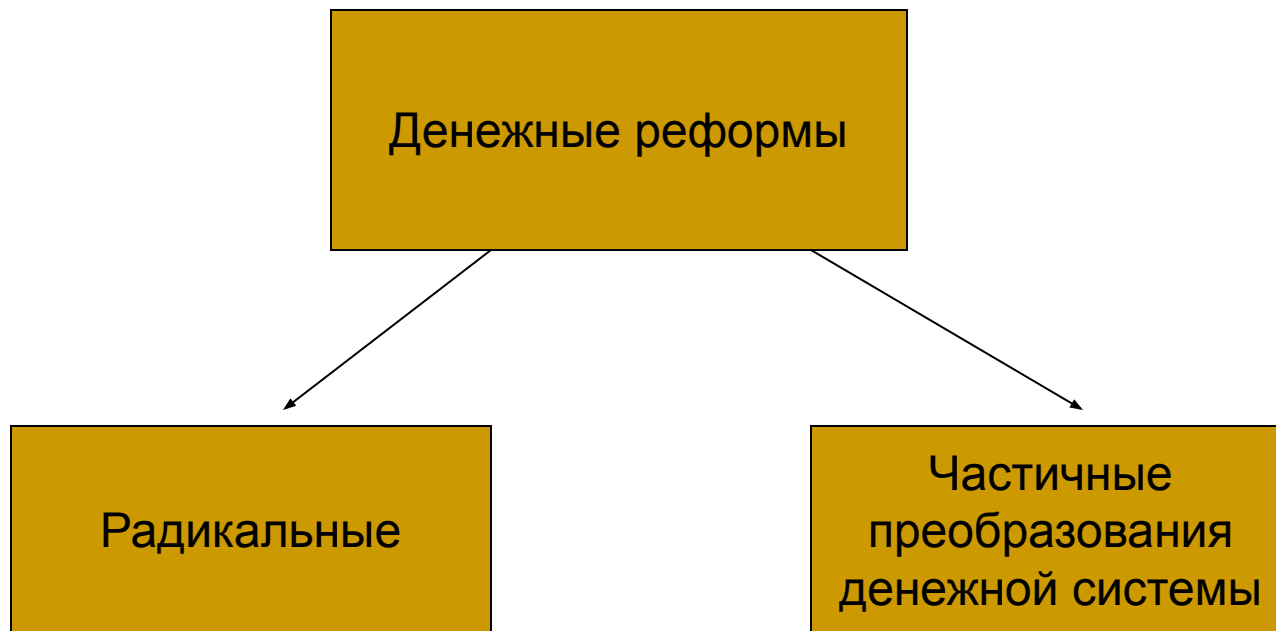 Денежные реформы
Радикальные
Частичные
преобразования
денежной системы